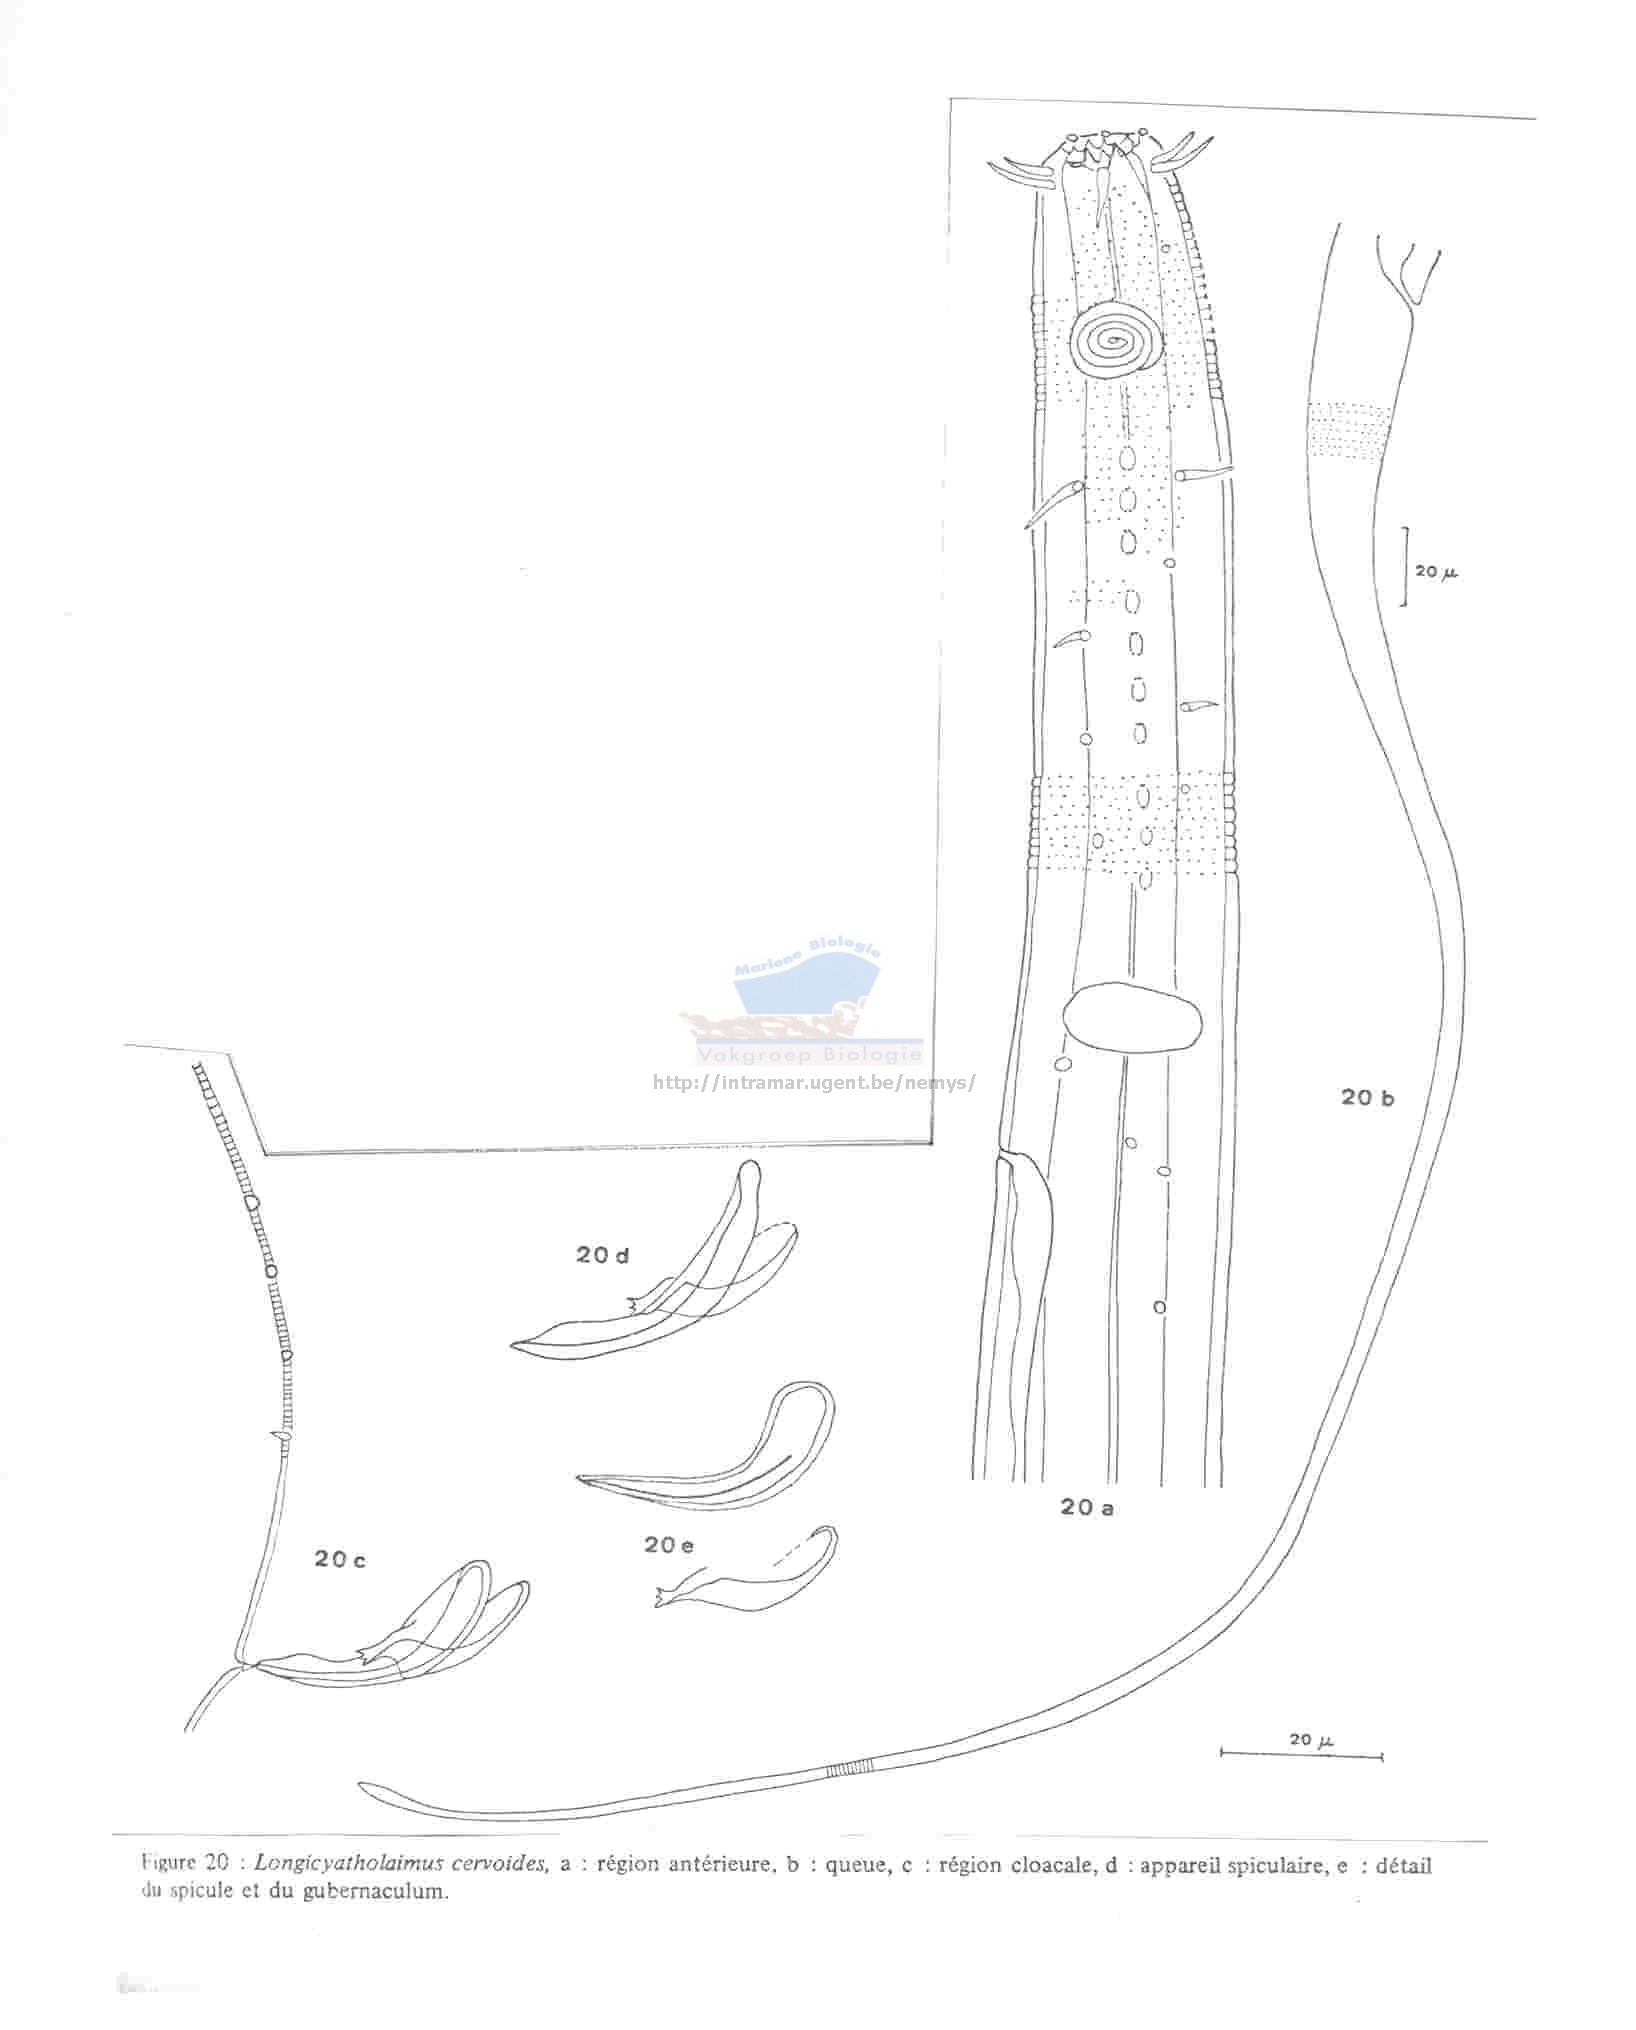 20 µ
Mariene Biologie
Vakgroep Biologie
http://intramar.ugent.be/nemys/
20 b
20 d
20 a
20 e
20 c
20 µ
Figure 20 : Longicyatholaimus cervoides, a : région antérieure, b : queue, c : région cloacale, d : appareil spiculaire, e : détail
du spicule et du gubernaculum.